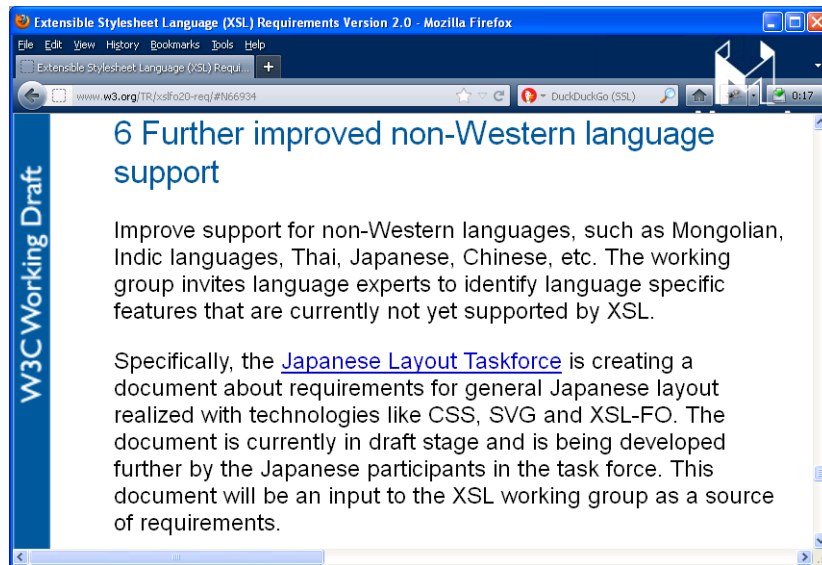 Extensible Stylesheet Language (XSL) Requirements Version 2.0 - Mozilla Firefox
File Edit View History Bookmarks Tools Help
Extensible Stylesheet Language (XSL) Requi...
www.w3.org/TR/xslfo20-req/#N66934
DuckDuckGo (SSL)
0:17
W3C Working Draft
6 Further improved non-Western language
support
Improve support for non-Western languages, such as Mongolian,
Indic languages, Thai, Japanese, Chinese, etc. The working
group invites language experts to identify language specific
features that are currently not yet supported by XSL.
Specifically, the Japanese Layout Taskforce is creating a
document about requirements for general Japanese layout
realized with technologies like CSS, SVG and XSL-FO. The
document is currently in draft stage and is being developed
further by the Japanese participants in the task force. This
document will be an input to the XSL working group as a source
of requirements.